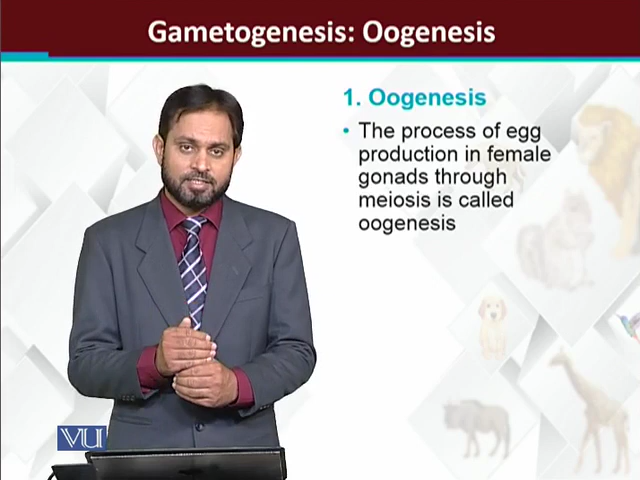 Gametogenesis: Oogenesis
1. Oogenesis
• The process of egg
production in female
gonads through
meiosis is called
oogenesis
VU